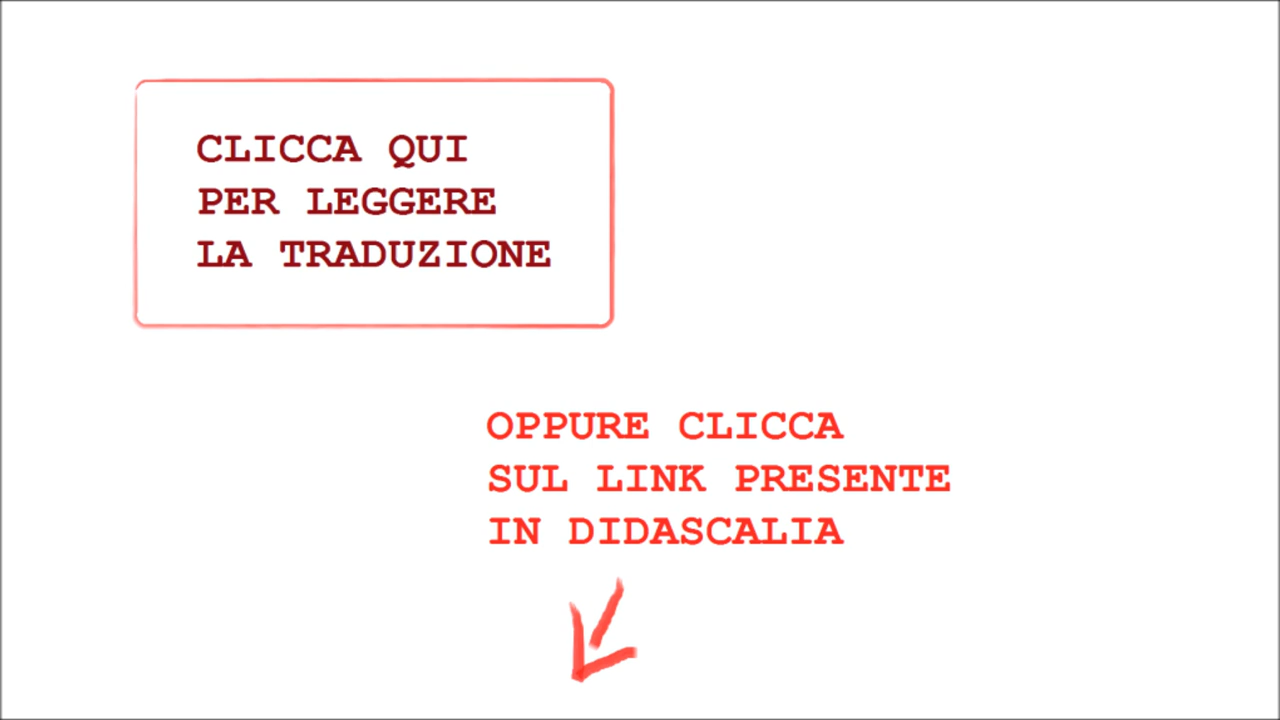 CLICCA QUI
PER LEGGERE
LA TRADUZIONE
OPPURE CLICCA
SUL LINK PRESENTE
IN DIDASCALIA